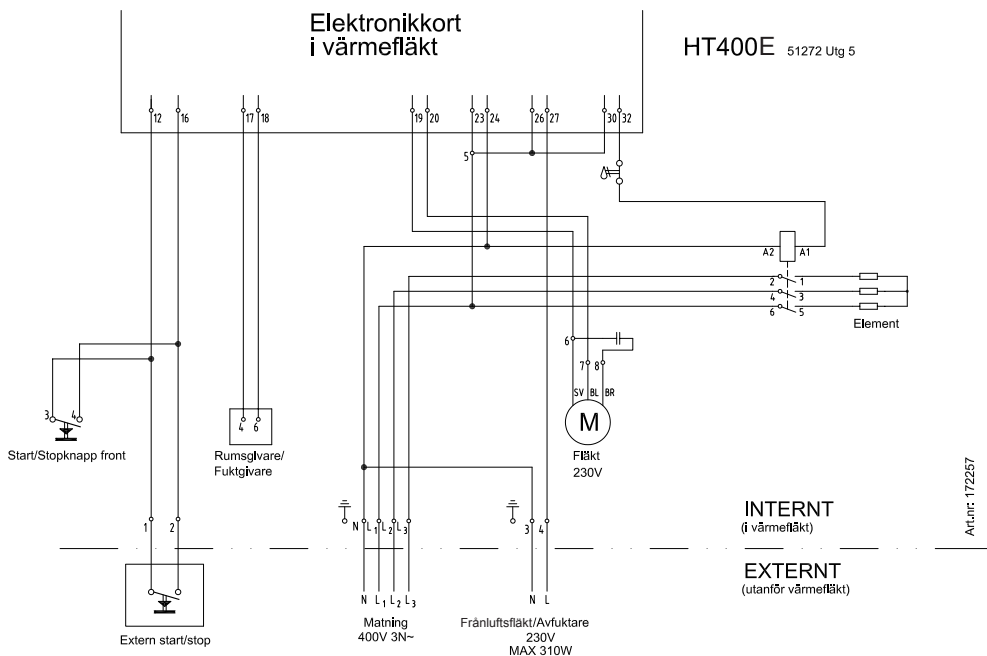 Elektronikkort
i värmefläkt
HT400E 51272 Utg 5
12 16 17 18 19 20 23 24 26 27 30 32
5
A2 A1
2 1
4 3
6 5
Element
6
7 8
SV BL BR
M
Fläkt
230V
3 4
Start/Stopknapp front
4 6
Rumsgivare/
Fuktgivare
1 2
N L1 L2 L3
3 4
INTERNT
(i värmefläkt)
Art.nr: 172257
EXTERNT
(utanför värmefläkt)
Extern start/stop
N L1 L2 L3
Matning
400V 3N~
N L
Frånluftsfläkt/Avfuktare
230V
MAX 310W